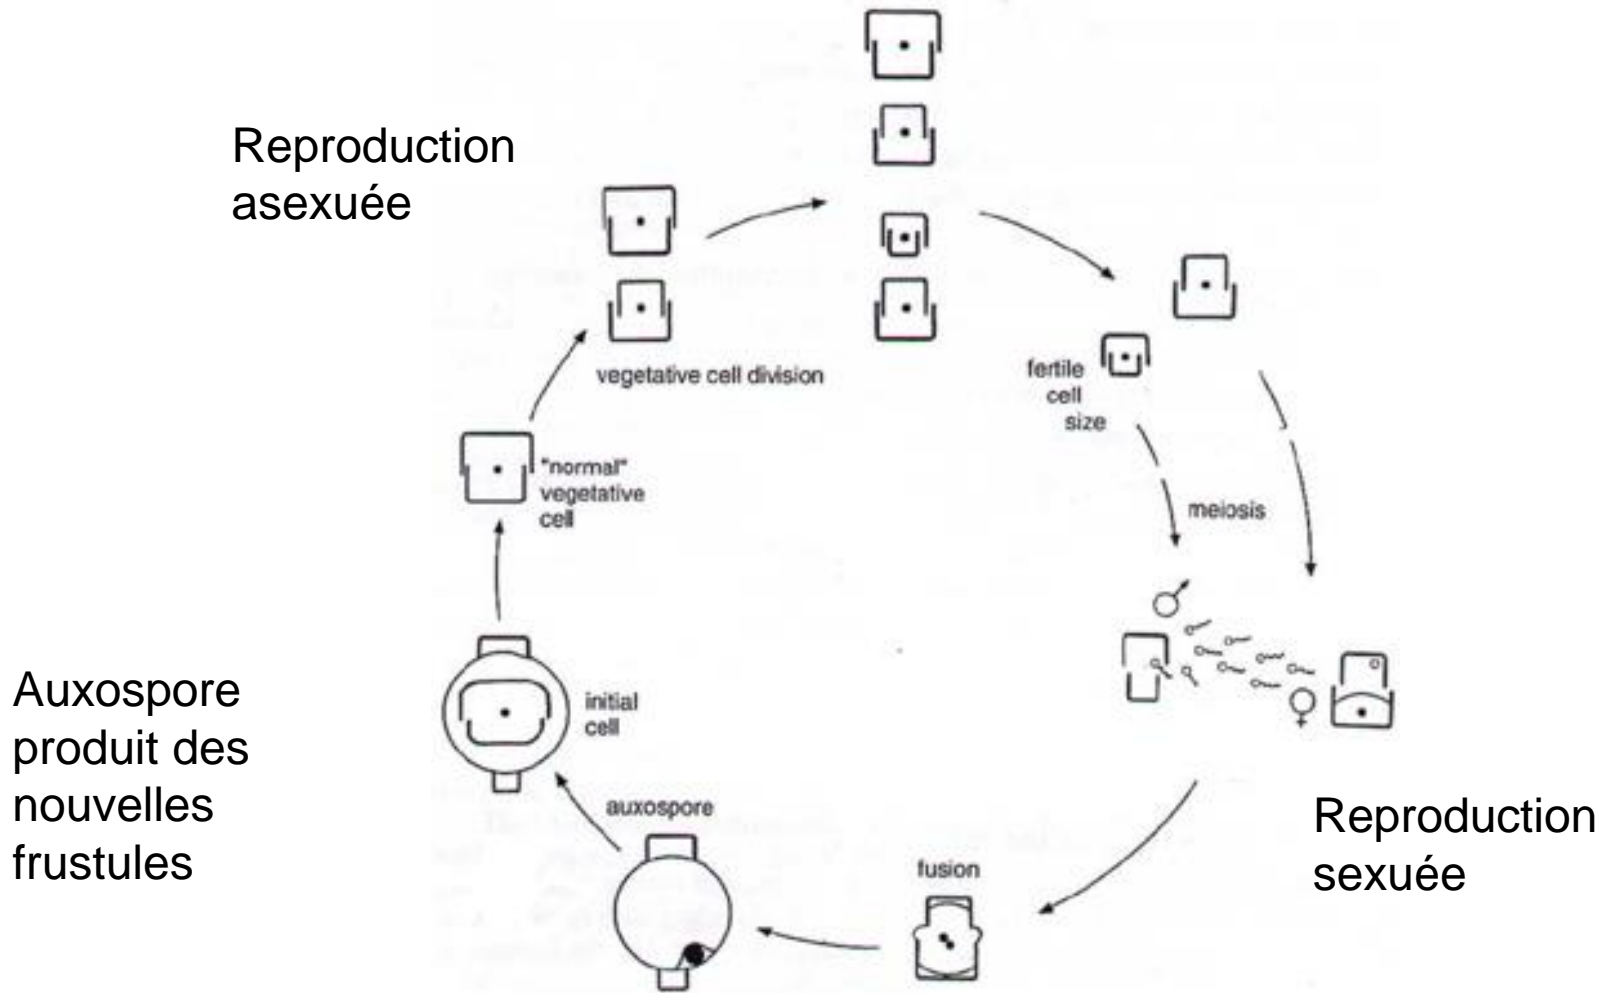 Reproduction
asexuée
vegetative cell division
fertile
cell
size
"normal"
vegetative
cell
meiosis
Auxospore
produit des
nouvelles
frustules
initial
cell
auxospore
fusion
Reproduction
sexuée